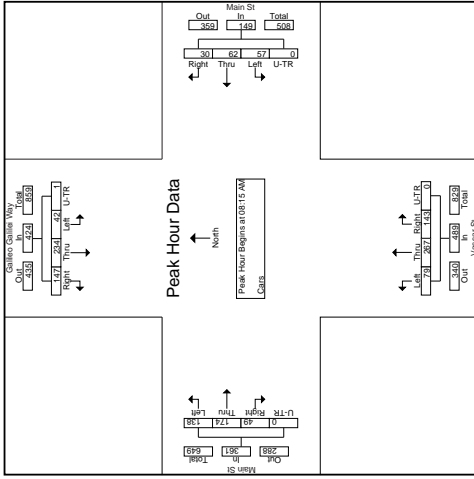 Main St
Out In Total
359 149 508
30 62 57 0
Right Thru Left U-TR
Galileo Galilei Way
Out In Total
435 424 859
147 234 42 1
Right Thru Left U-TR
Peak Hour Data
North
Peak Hour Begins at 08:15 AM
Cars
Left Thru Right U-TR
79 267 143 0
340 489 829
Out In Total
U-TR Right Thru Left
0 49 174 138
Out In Total
288 361 649
Main St